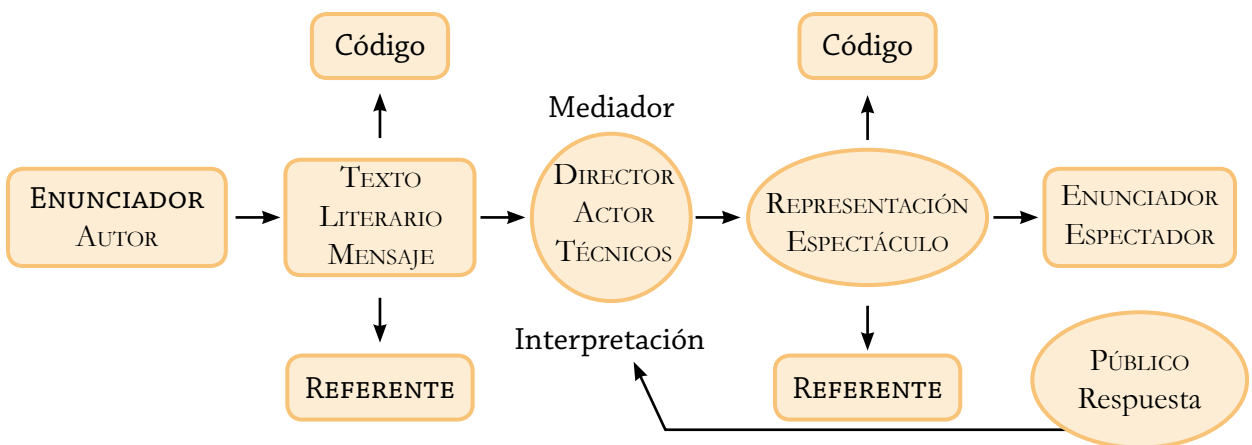 Código
Código
Mediador
ENUNCIADOR
AUTOR
TEXTO
LITERARIO
MENSAJE
DIRECTOR
ACTOR
TÉCNICOS
REPRESENTACIÓN
ESPECTÁCULO
ENUNCIADOR
ESPECTADOR
Interpretación
REFERENTE
REFERENTE
PÚBLICO
Respuesta